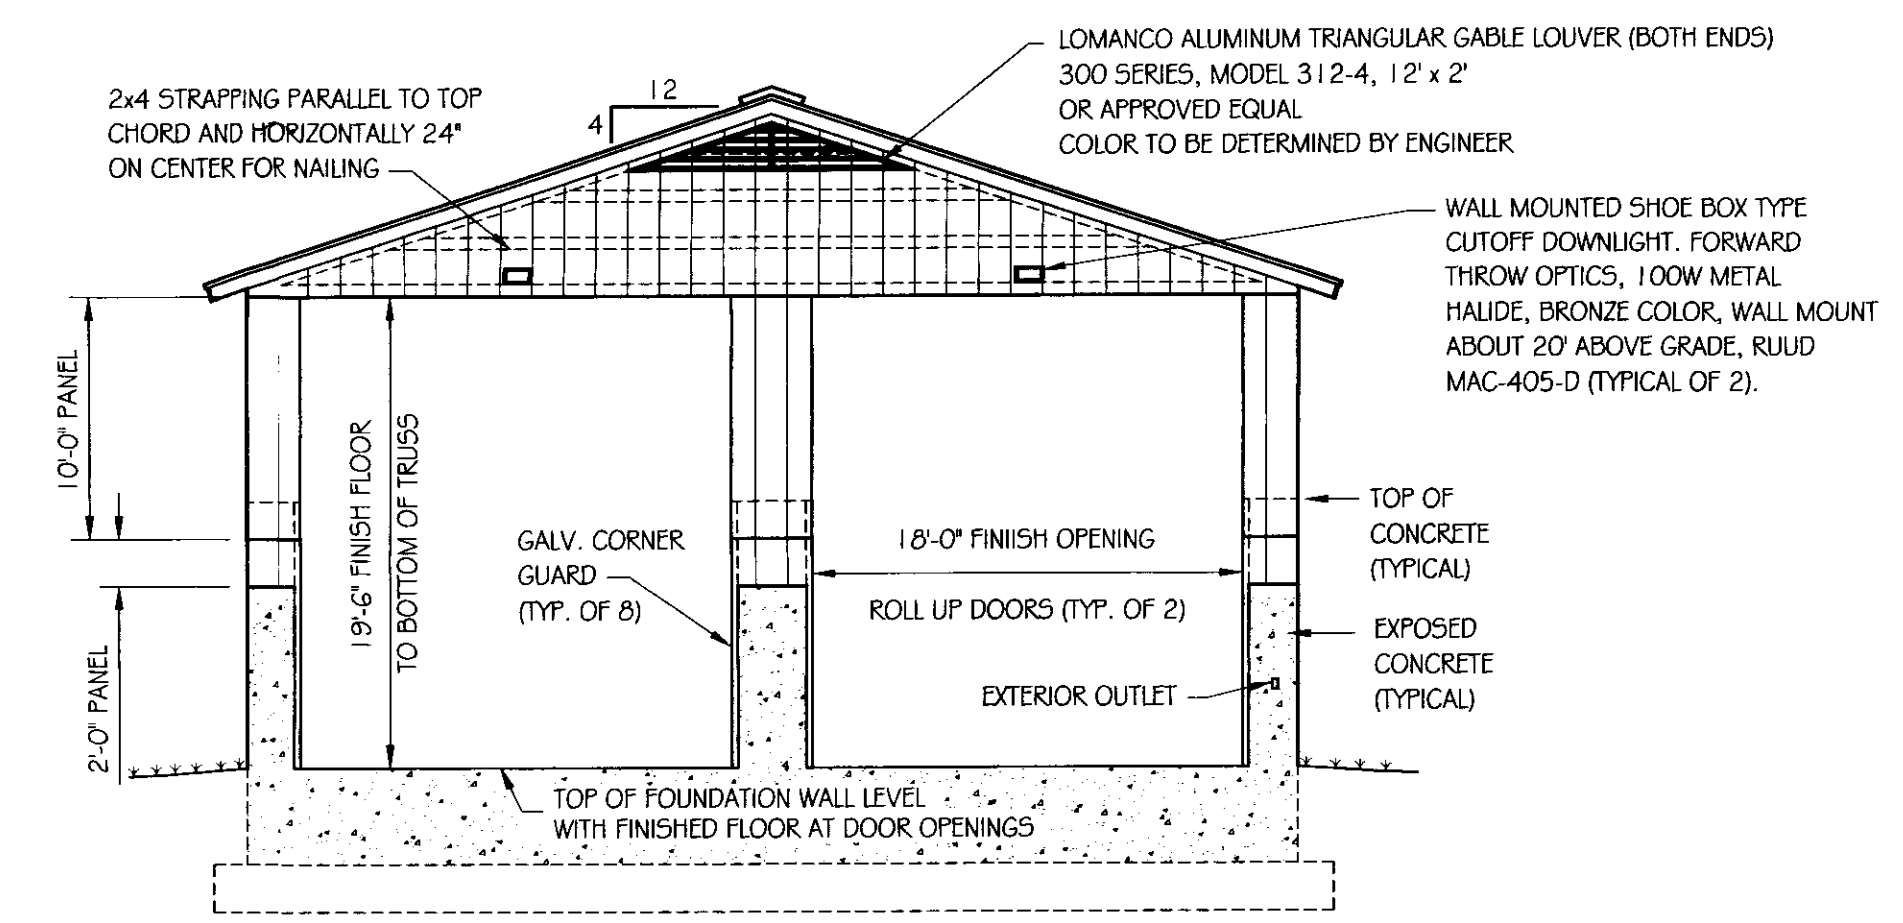 LOMANCO ALUMINUM TRIANGULAR GABLE LOUVER (BOTH ENDS)
300 SERIES, MODEL 312-4, 12' x 2'
OR APPROVED EQUAL
COLOR TO BE DETERMINED BY ENGINEER
2x4 STRAPPING PARALLEL TO TOP
CHORD AND HORIZONTALLY 24"
ON CENTER FOR NAILING
12
4
WALL MOUNTED SHOE BOX TYPE
CUTOFF DOWNLIGHT. FORWARD
THROW OPTICS, 100W METAL
HALIDE, BRONZE COLOR, WALL MOUNT
ABOUT 20' ABOVE GRADE, RUUD
MAC-405-D (TYPICAL OF 2).
10'-0" PANEL
2'-0" PANEL
19'-6" FINISH FLOOR
TO BOTTOM OF TRUSS
GALV. CORNER
GUARD
(TYP. OF 8)
18'-0" FINIISH OPENING
ROLL UP DOORS (TYP. OF 2)
EXTERIOR OUTLET
TOP OF
CONCRETE
(TYPICAL)
EXPOSED
CONCRETE
(TYPICAL)
TOP OF FOUNDATION WALL LEVEL
WITH FINISHED FLOOR AT DOOR OPENINGS